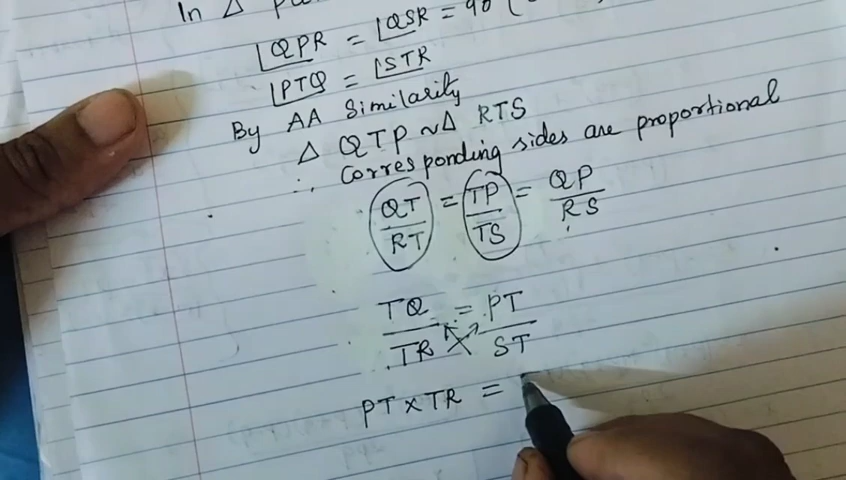 In Δ
∠QPR = ∠QSR = 90 (
∠PTQ = ∠STR
By AA Similarity
Δ QTP ~ Δ RTS
∴ Corresponding sides are proportional
QT/RT = TP/TS = QP/RS
TQ/TR = PT/ST
PT × TR =